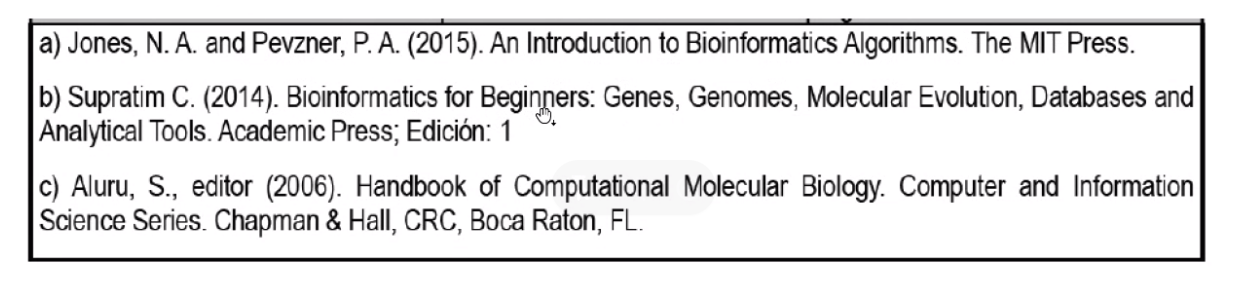 a) Jones, N. A. and Pevzner, P. A. (2015). An Introduction to Bioinformatics Algorithms. The MIT Press.
b) Supratim C. (2014). Bioinformatics for Beginners: Genes, Genomes, Molecular Evolution, Databases and
Analytical Tools. Academic Press; Edición: 1
c) Aluru, S., editor (2006). Handbook of Computational Molecular Biology. Computer and Information
Science Series. Chapman & Hall, CRC, Boca Raton, FL.